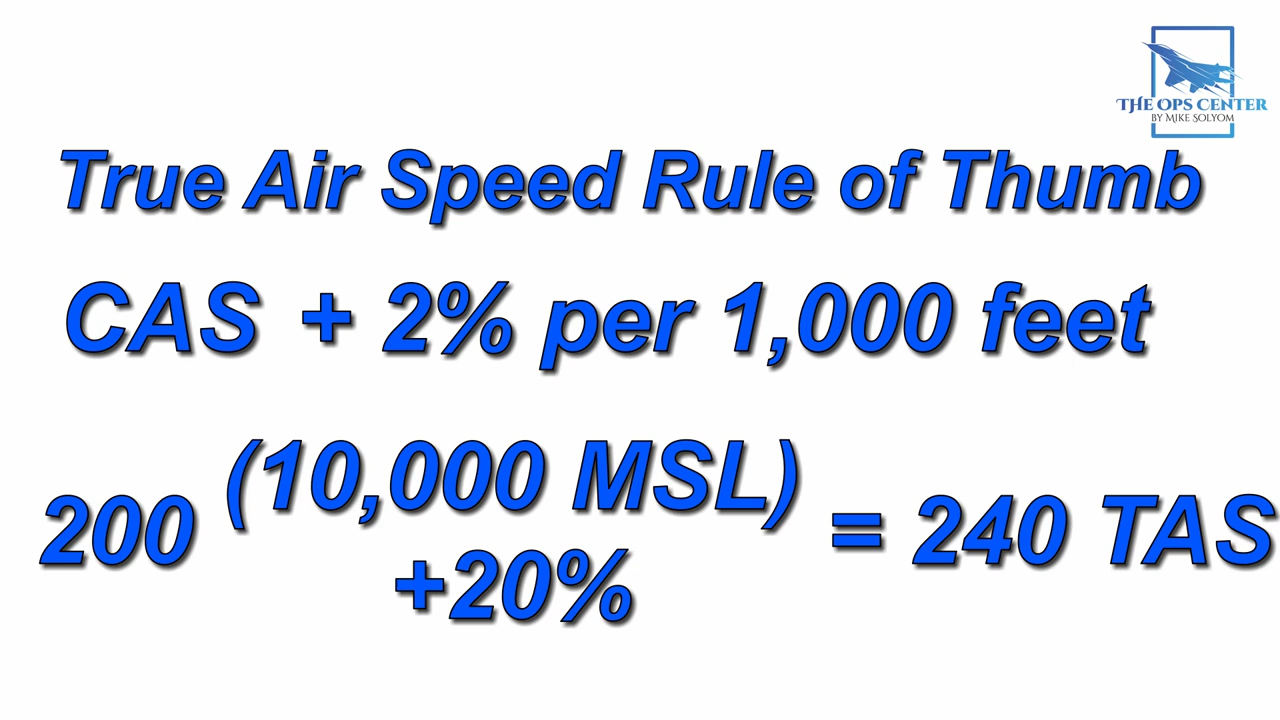 THE OPS CENTER
BY MIKE SOLYOM
True Air Speed Rule of Thumb
CAS + 2% per 1,000 feet
200 (10,000 MSL) = 240 TAS
+20%